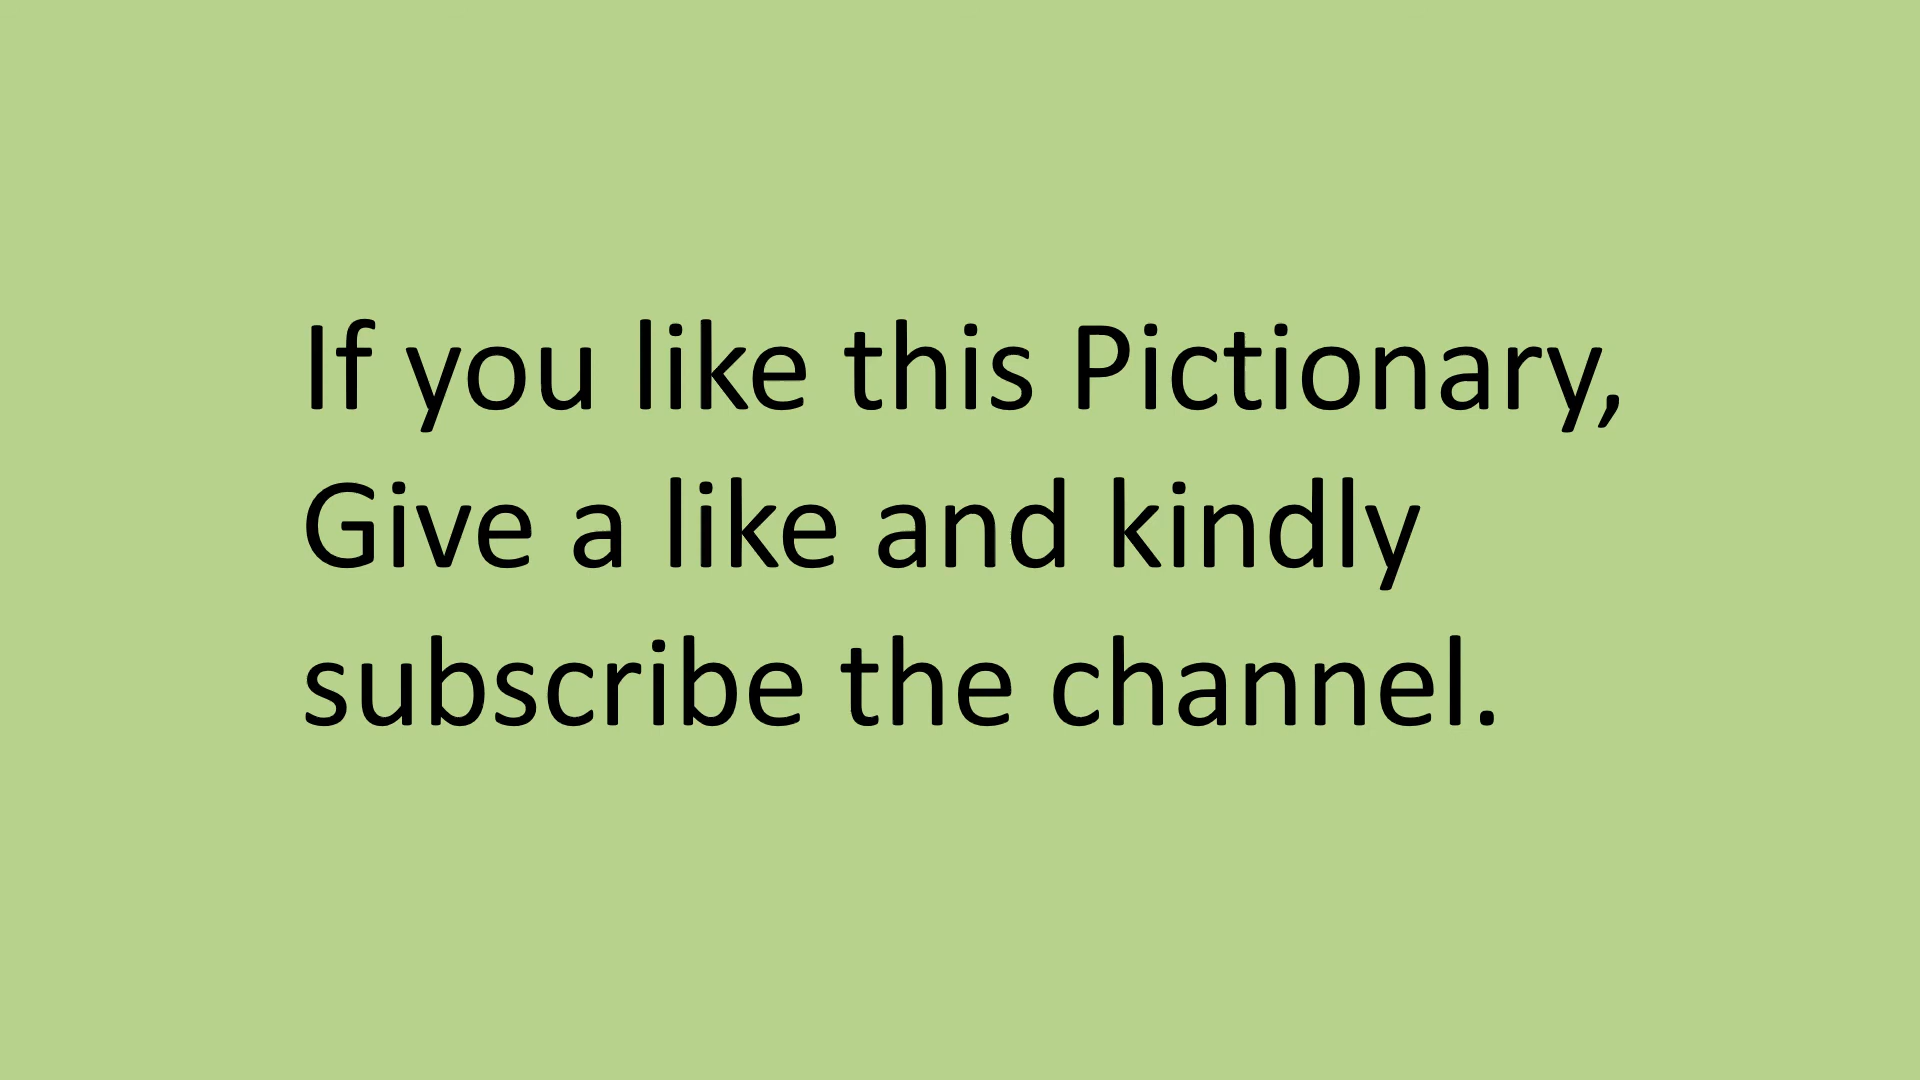 If you like this Pictionary,
Give a like and kindly
subscribe the channel.